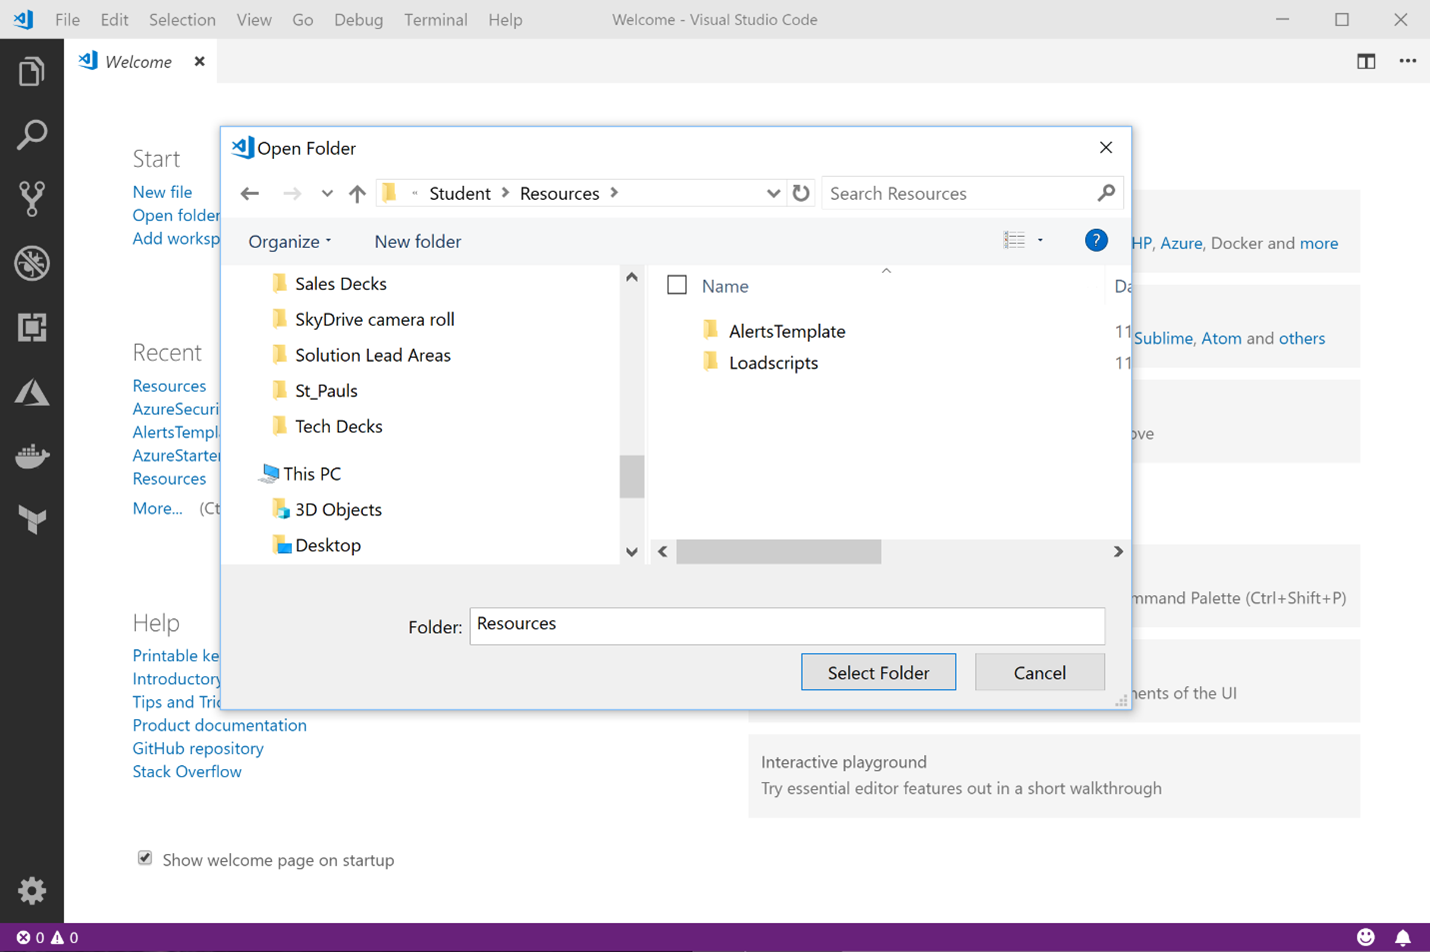 File Edit Selection View Go Debug Terminal Help Welcome - Visual Studio Code
Welcome
Start
New file
Open folder
Add worksp
Recent
Resources
AzureSecuri
AlertsTempl
AzureStarter
Resources
More... (Ct
Help
Printable ke
Introductory
Tips and Tric
Product documentation
GitHub repository
Stack Overflow
Show welcome page on startup
Open Folder
« Student > Resources >
Search Resources
Organize
New folder
?
Sales Decks
SkyDrive camera roll
Solution Lead Areas
St_Pauls
Tech Decks
This PC
3D Objects
Desktop
Name Da
AlertsTemplate 11
Loadscripts 11
Folder: Resources
Select Folder Cancel
HP, Azure, Docker and more
Sublime, Atom and others
ove
mmand Palette (Ctrl+Shift+P)
nents of the UI
Interactive playground
Try essential editor features out in a short walkthrough
0 0